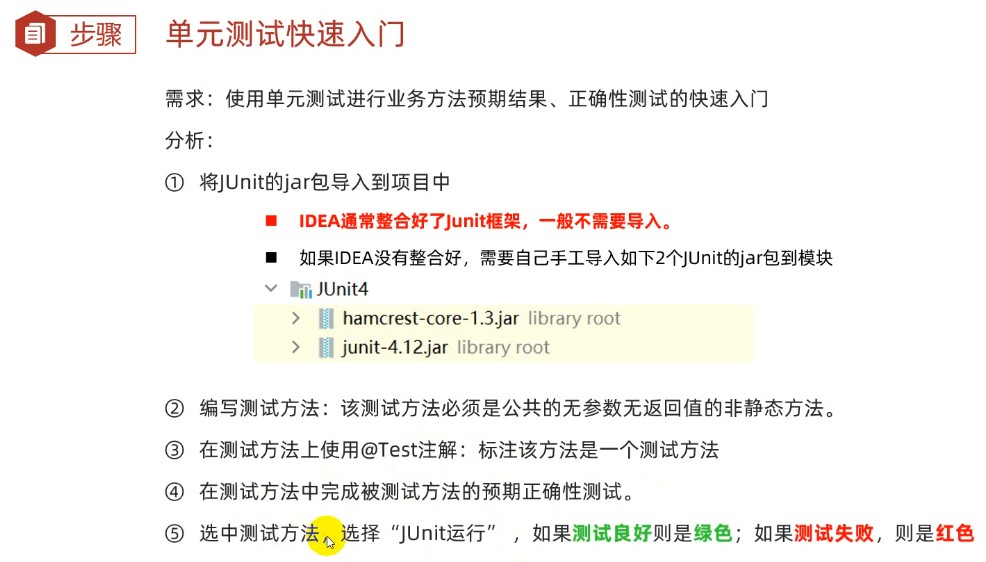 步骤
单元测试快速入门
需求：使用单元测试进行业务方法预期结果、正确性测试的快速入门
分析：
① 将JUnit的jar包导入到项目中
■ IDEA通常整合好了Junit框架，一般不需要导入。
■ 如果IDEA没有整合好，需要自己手工导入如下2个JUnit的jar包到模块
JUnit4
hamcrest-core-1.3.jar library root
junit-4.12.jar library root
② 编写测试方法：该测试方法必须是公共的无参数无返回值的非静态方法。
③ 在测试方法上使用@Test注解：标注该方法是一个测试方法
④ 在测试方法中完成被测试方法的预期正确性测试。
⑤ 选中测试方法，选择“JUnit运行” ，如果测试良好则是绿色；如果测试失败，则是红色